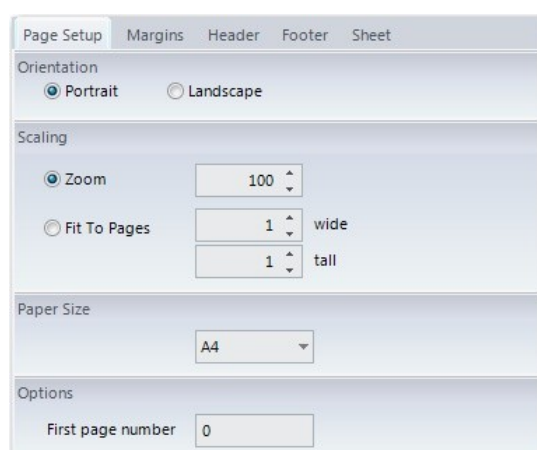 Page Setup Margins Header Footer Sheet
Orientation
Portrait Landscape
Scaling
Zoom 100
Fit To Pages 1 wide
1 tall
Paper Size
A4
Options
First page number 0